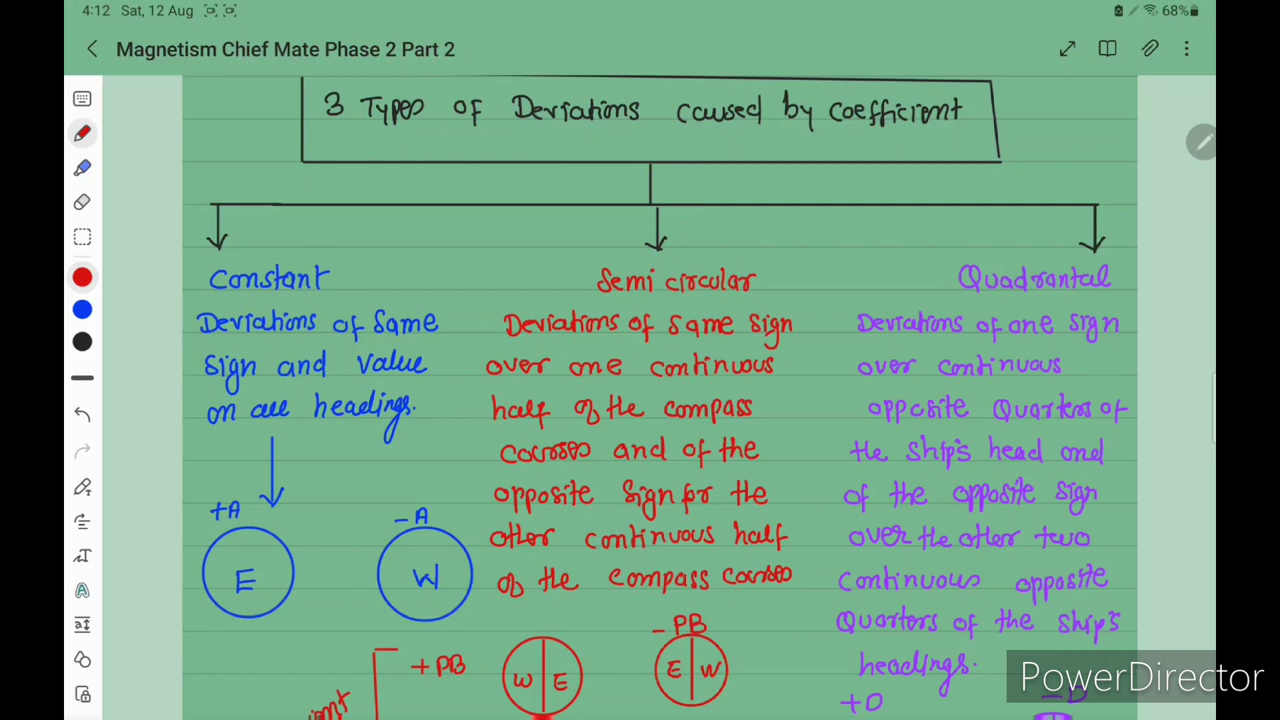 4:12 Sat, 12 Aug
68%
Magnetism Chief Mate Phase 2 Part 2
3 Types of Deviations caused by coefficient
Constant
Deviations of Same
sign and value
on all headings.
+A
E
- A
W
Semi circular
Deviations of same sign
over one continuous
half of the compass
courses and of the
opposite sign for the
other continuous half
of the compass courses
+ PB
W E
- PB
E W
Quadrantal
Deviations of one sign
over continuous
opposite Quarters of
the ship's head and
of the opposite sign
over the other two
continuous opposite
Quarters of the ship's
headings.
+D
- D
PowerDirector